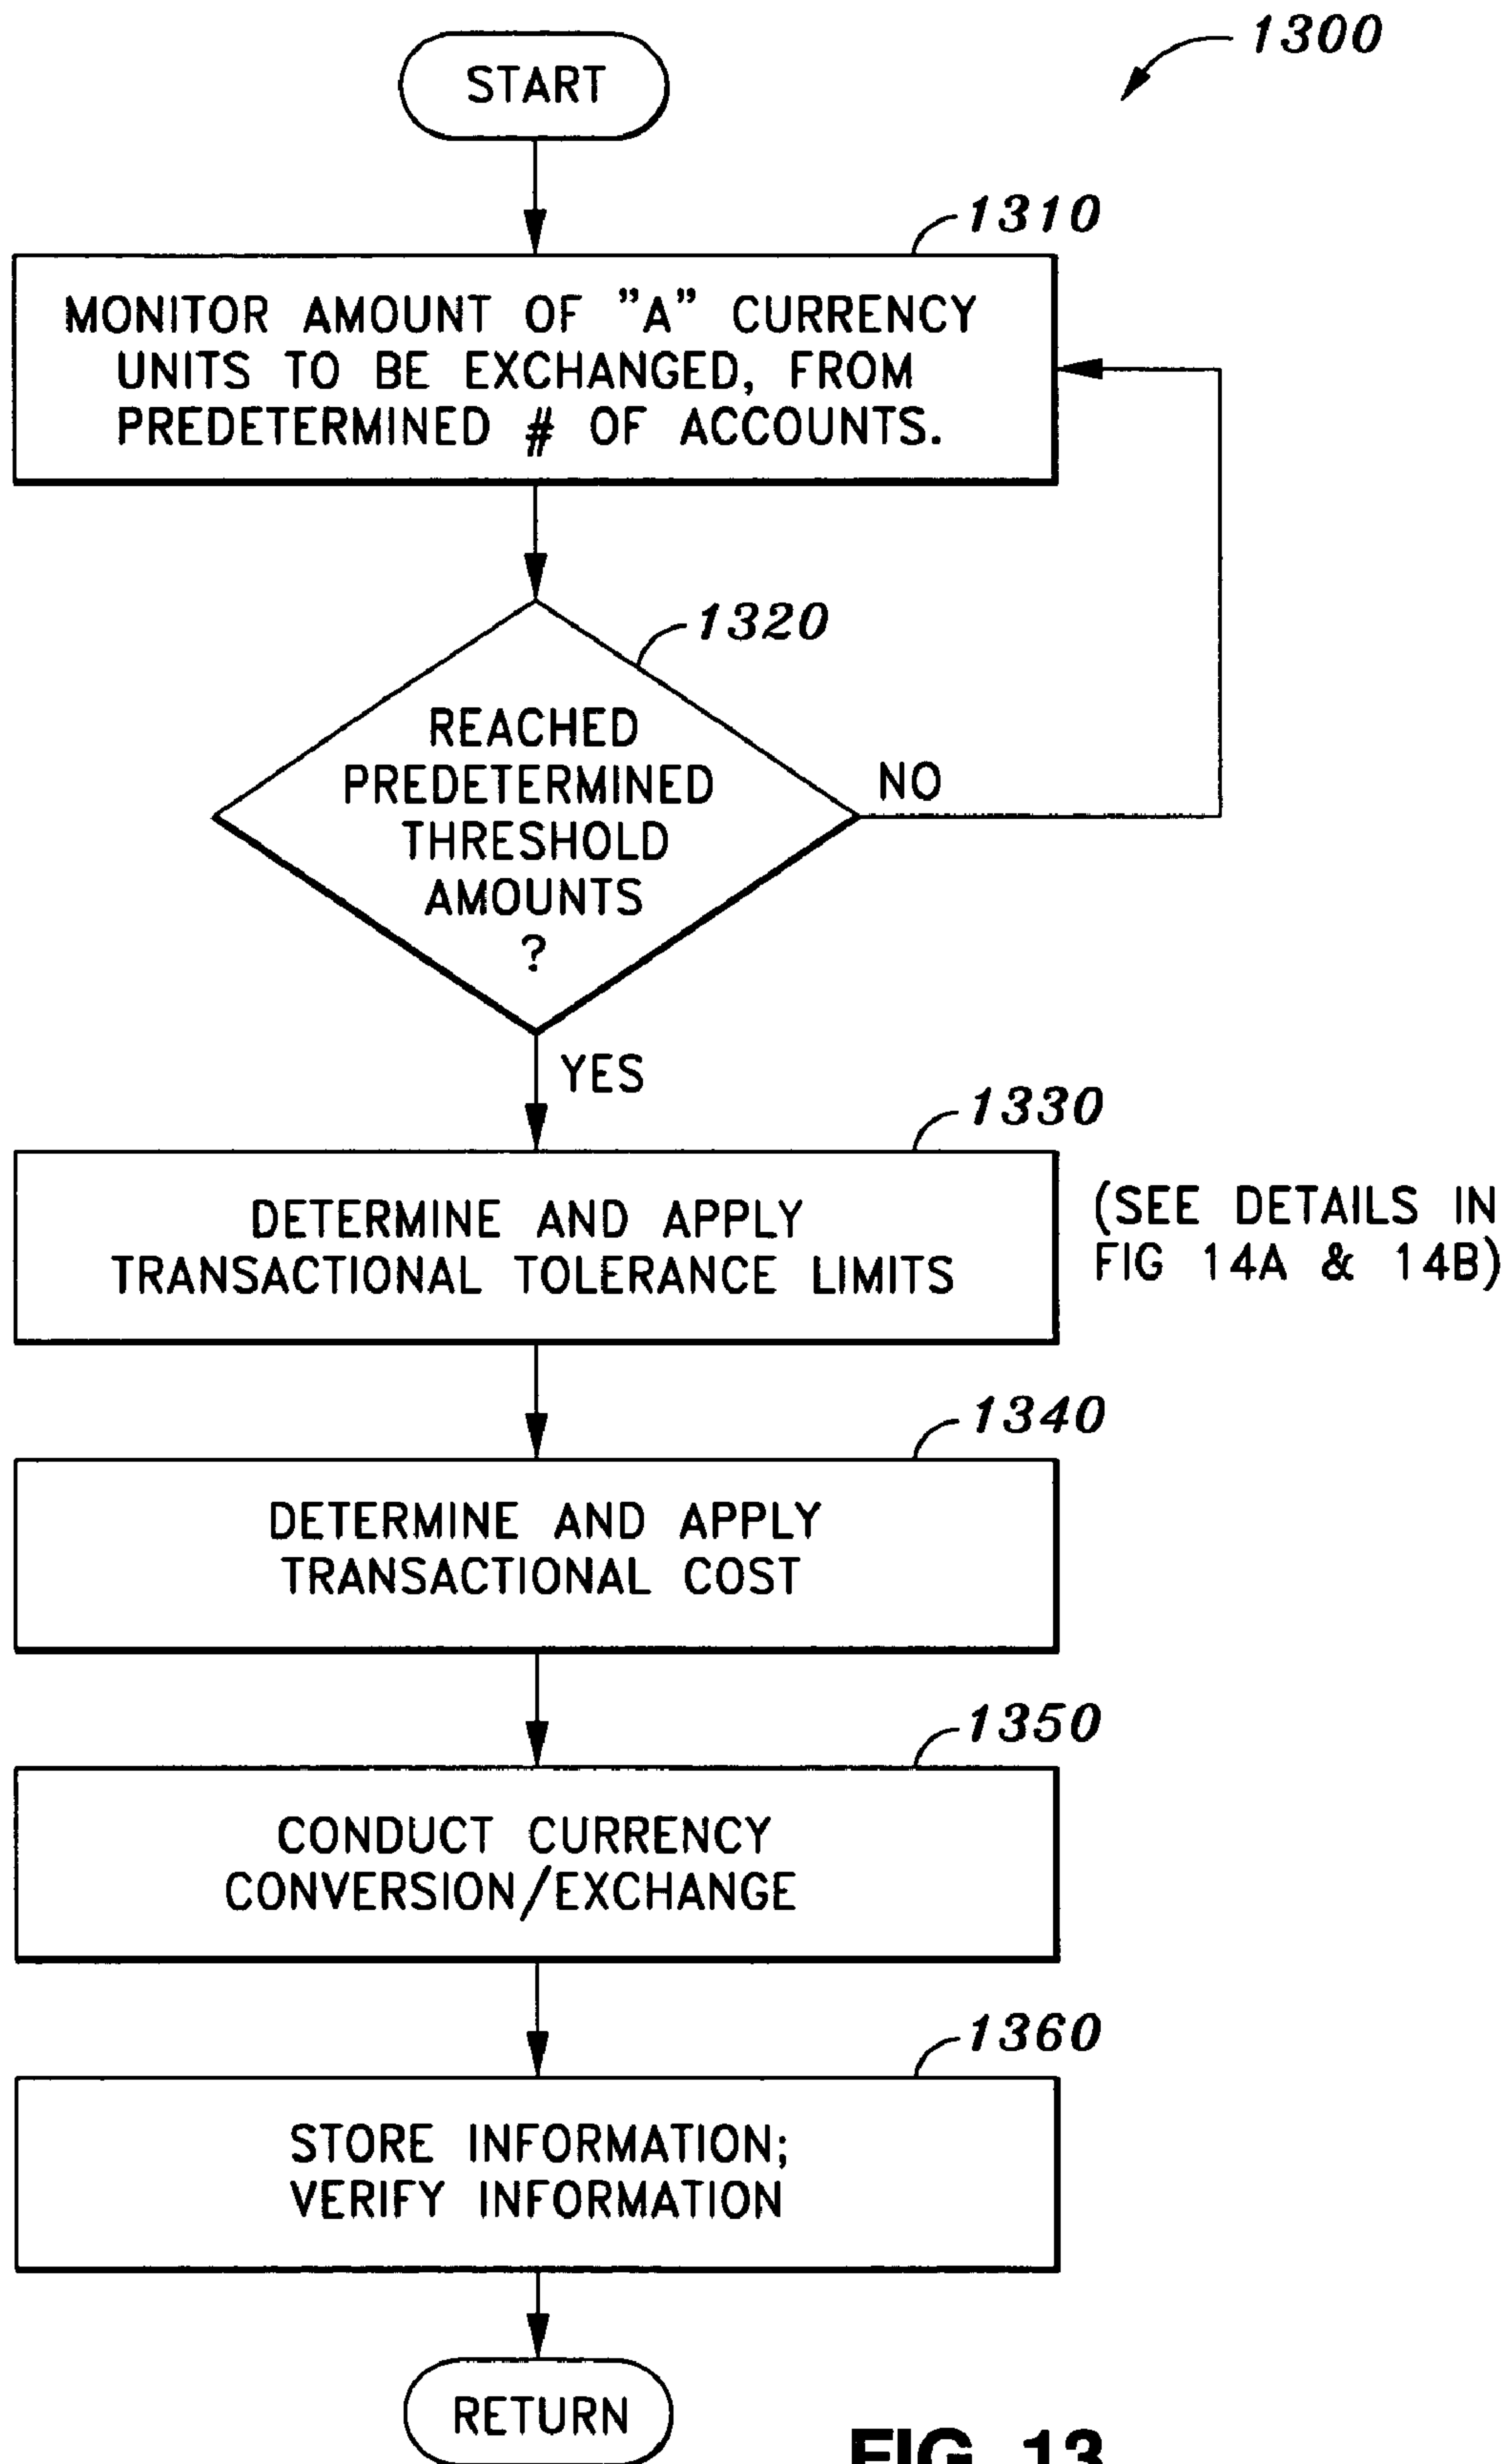 1300
START
1310
MONITOR AMOUNT OF "A" CURRENCY
UNITS TO BE EXCHANGED, FROM
PREDETERMINED # OF ACCOUNTS.
1320
REACHED
PREDETERMINED
THRESHOLD
AMOUNTS
?
NO
YES
1330
DETERMINE AND APPLY
TRANSACTIONAL TOLERANCE LIMITS
(SEE DETAILS IN
FIG 14A & 14B)
1340
DETERMINE AND APPLY
TRANSACTIONAL COST
1350
CONDUCT CURRENCY
CONVERSION/EXCHANGE
1360
STORE INFORMATION;
VERIFY INFORMATION
RETURN
FIG. 13